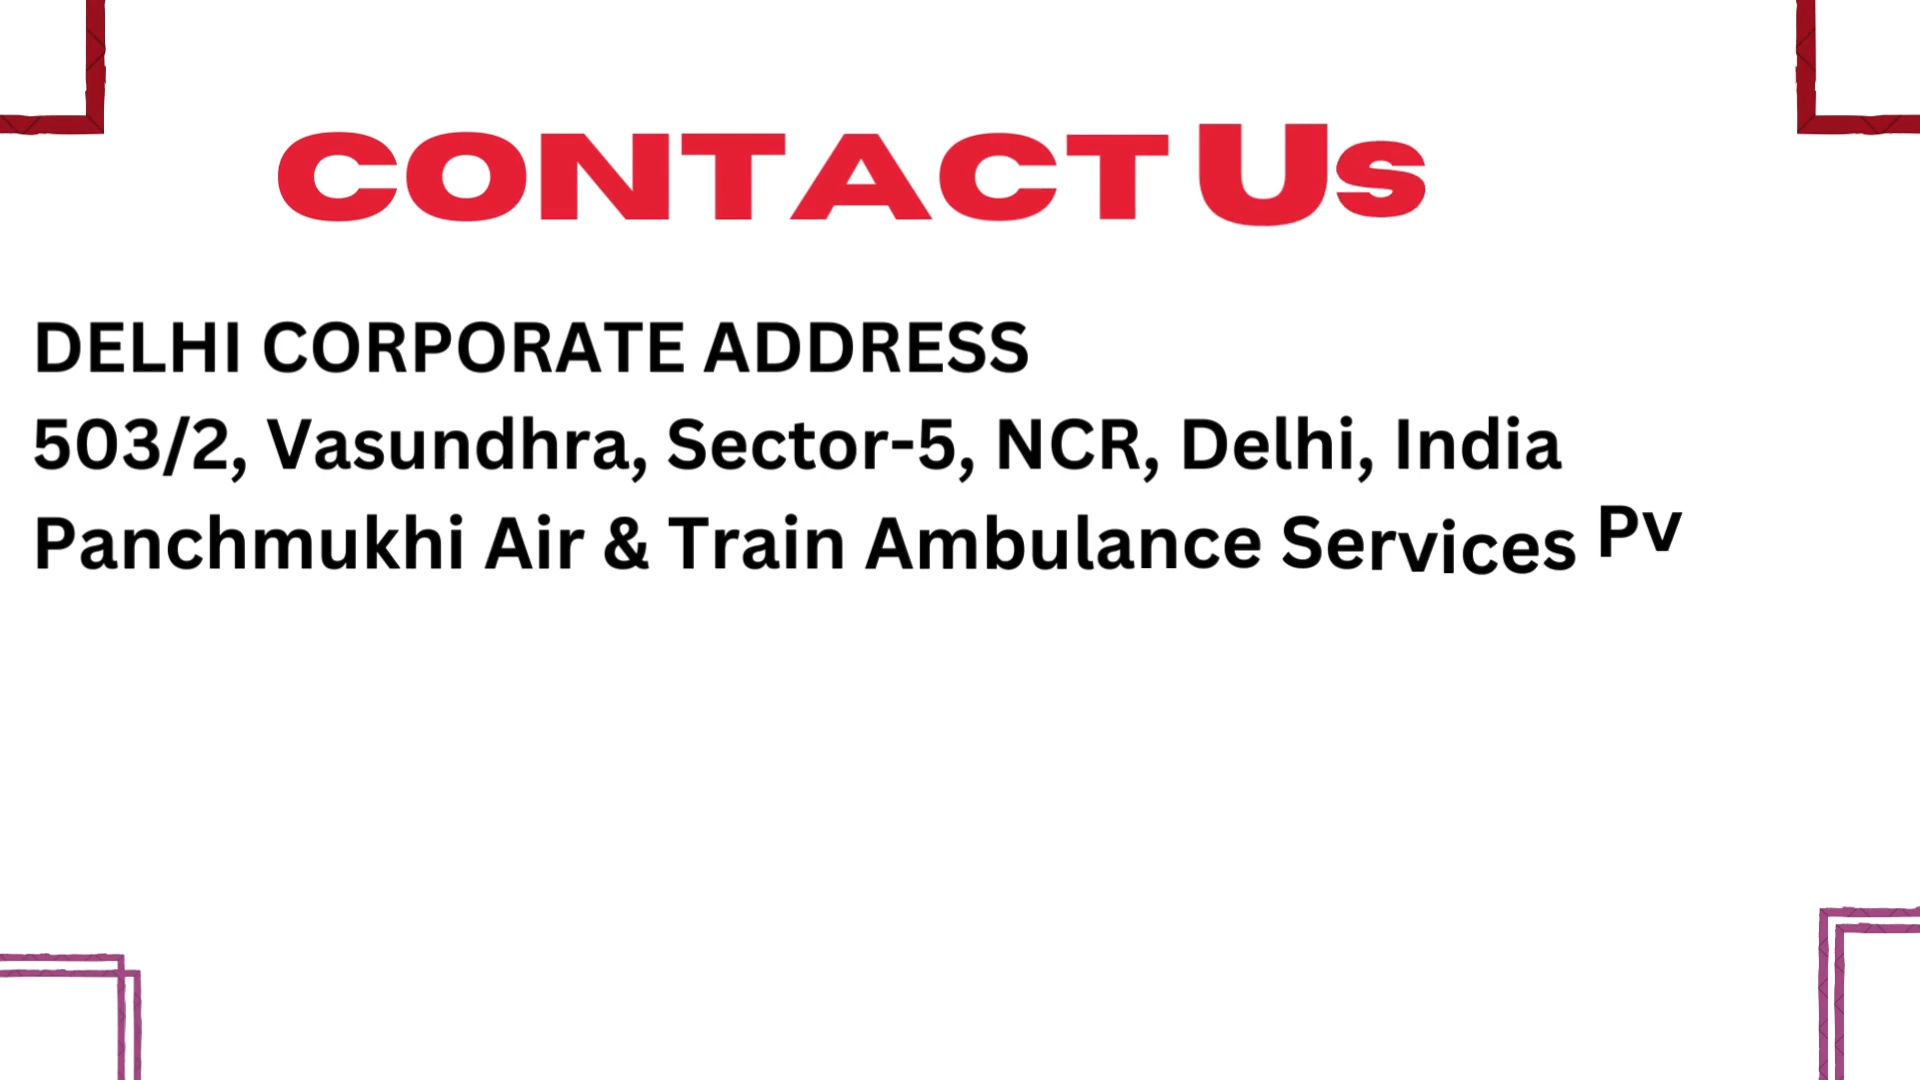 CONTACT Us
DELHI CORPORATE ADDRESS
503/2, Vasundhra, Sector-5, NCR, Delhi, India
Panchmukhi Air & Train Ambulance Services Pv